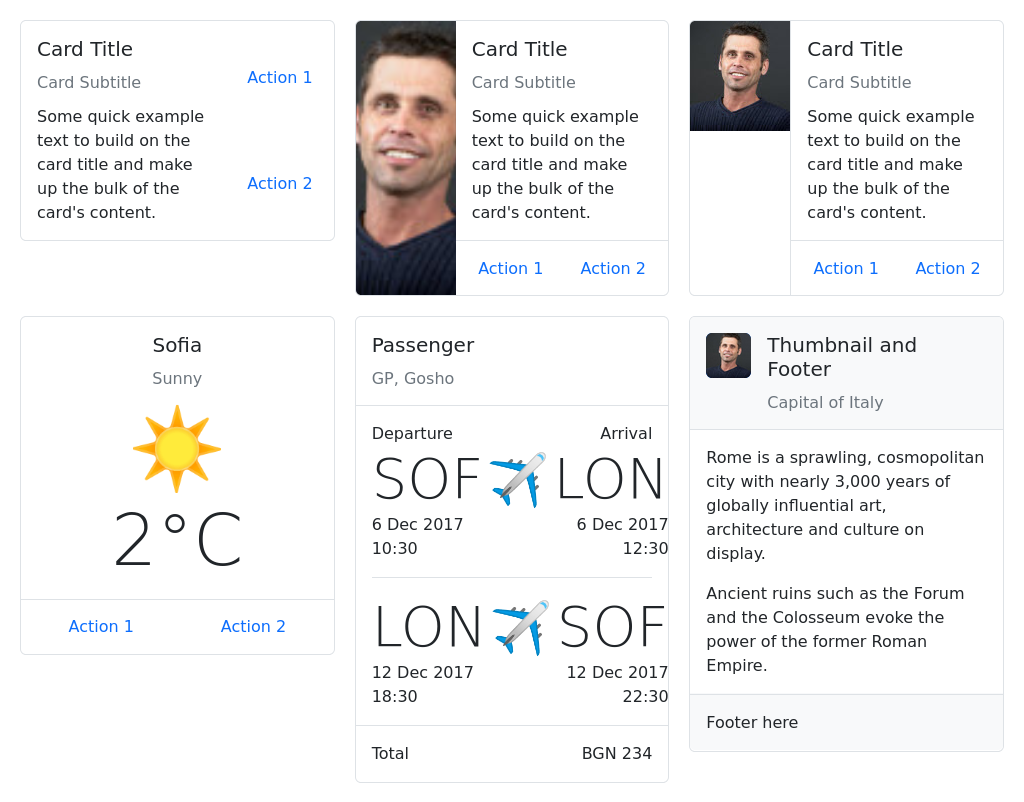 Card Title
Card Subtitle
Some quick example
text to build on the
card title and make
up the bulk of the
card's content.
Action 1
Action 2
Card Title
Card Subtitle
Some quick example
text to build on the
card title and make
up the bulk of the
card's content.
Action 1 Action 2
Card Title
Card Subtitle
Some quick example
text to build on the
card title and make
up the bulk of the
card's content.
Action 1 Action 2
Sofia
Sunny
2°C
Action 1 Action 2
Passenger
GP, Gosho
Departure Arrival
SOF LON
6 Dec 2017 6 Dec 2017
10:30 12:30
LON SOF
12 Dec 2017 12 Dec 2017
18:30 22:30
Total BGN 234
Thumbnail and
Footer
Capital of Italy
Rome is a sprawling, cosmopolitan
city with nearly 3,000 years of
globally influential art,
architecture and culture on
display.
Ancient ruins such as the Forum
and the Colosseum evoke the
power of the former Roman
Empire.
Footer here